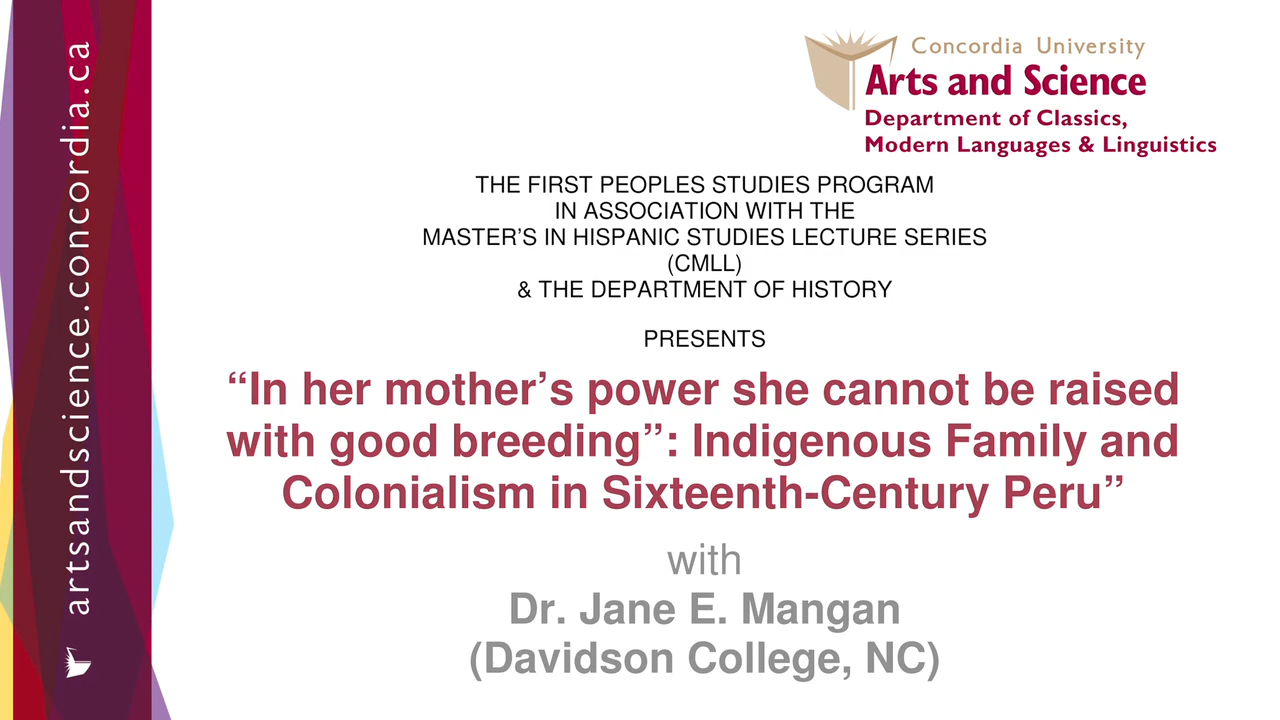 artsandscience.concordia.ca
Concordia University
Arts and Science
Department of Classics,
Modern Languages & Linguistics
THE FIRST PEOPLES STUDIES PROGRAM
IN ASSOCIATION WITH THE
MASTER’S IN HISPANIC STUDIES LECTURE SERIES
(CMLL)
& THE DEPARTMENT OF HISTORY
PRESENTS
“In her mother’s power she cannot be raised
with good breeding”: Indigenous Family and
Colonialism in Sixteenth-Century Peru”
with
Dr. Jane E. Mangan
(Davidson College, NC)